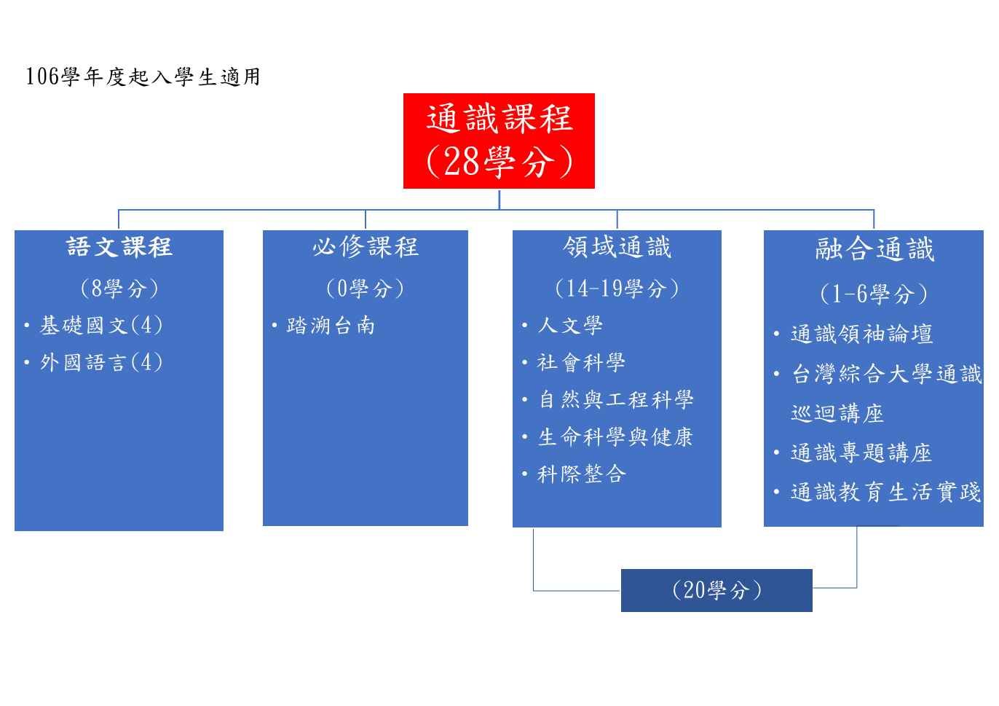 106學年度起入學生適用
通識課程
(28學分)
語文課程
(8學分)
• 基礎國文(4)
• 外國語言(4)
必修課程
(0學分)
• 踏溯台南
領域通識
(14-19學分)
• 人文學
• 社會科學
• 自然與工程科學
• 生命科學與健康
• 科際整合
融合通識
(1-6學分)
• 通識領袖論壇
• 台灣綜合大學通識
巡迴講座
• 通識專題講座
• 通識教育生活實踐
(20學分)